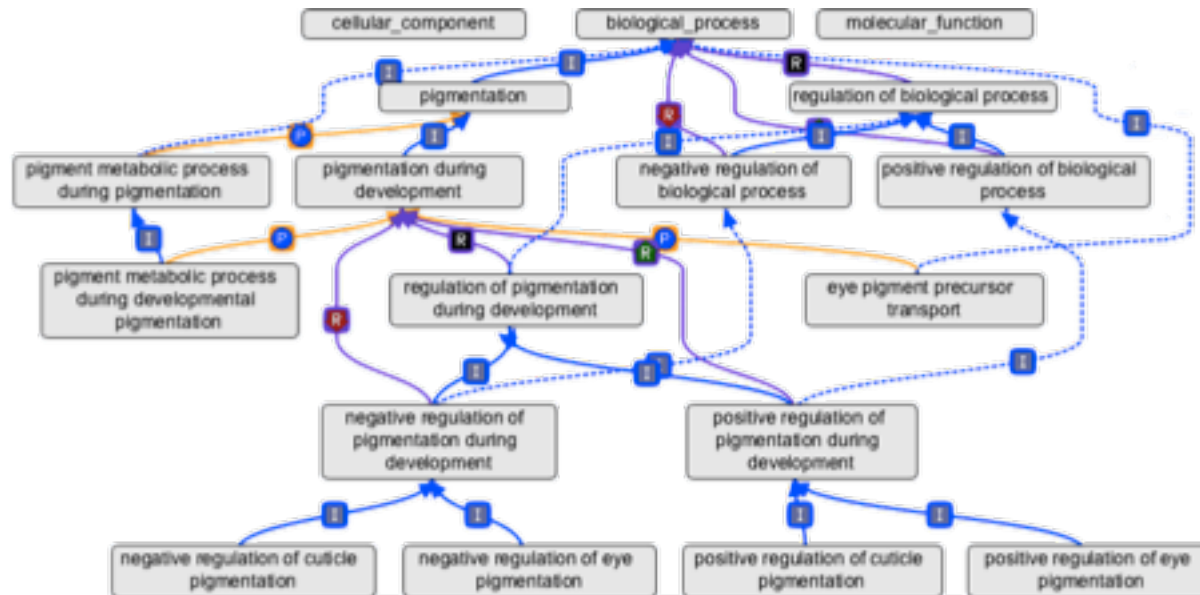 cellular_component
biological_process
molecular_function
I
I
R
pigmentation
regulation of biological process
R
I
P
I
I
I
I
pigment metabolic process
during pigmentation
pigmentation during
development
negative regulation of
biological process
positive regulation of biological
process
I
P
R
R
P
pigment metabolic process
during developmental
pigmentation
regulation of pigmentation
during development
eye pigment precursor
transport
R
I
I
I
I
negative regulation of
pigmentation during
development
positive regulation of
pigmentation during
development
I
I
I
I
negative regulation of cuticle
pigmentation
negative regulation of eye
pigmentation
positive regulation of cuticle
pigmentation
positive regulation of eye
pigmentation